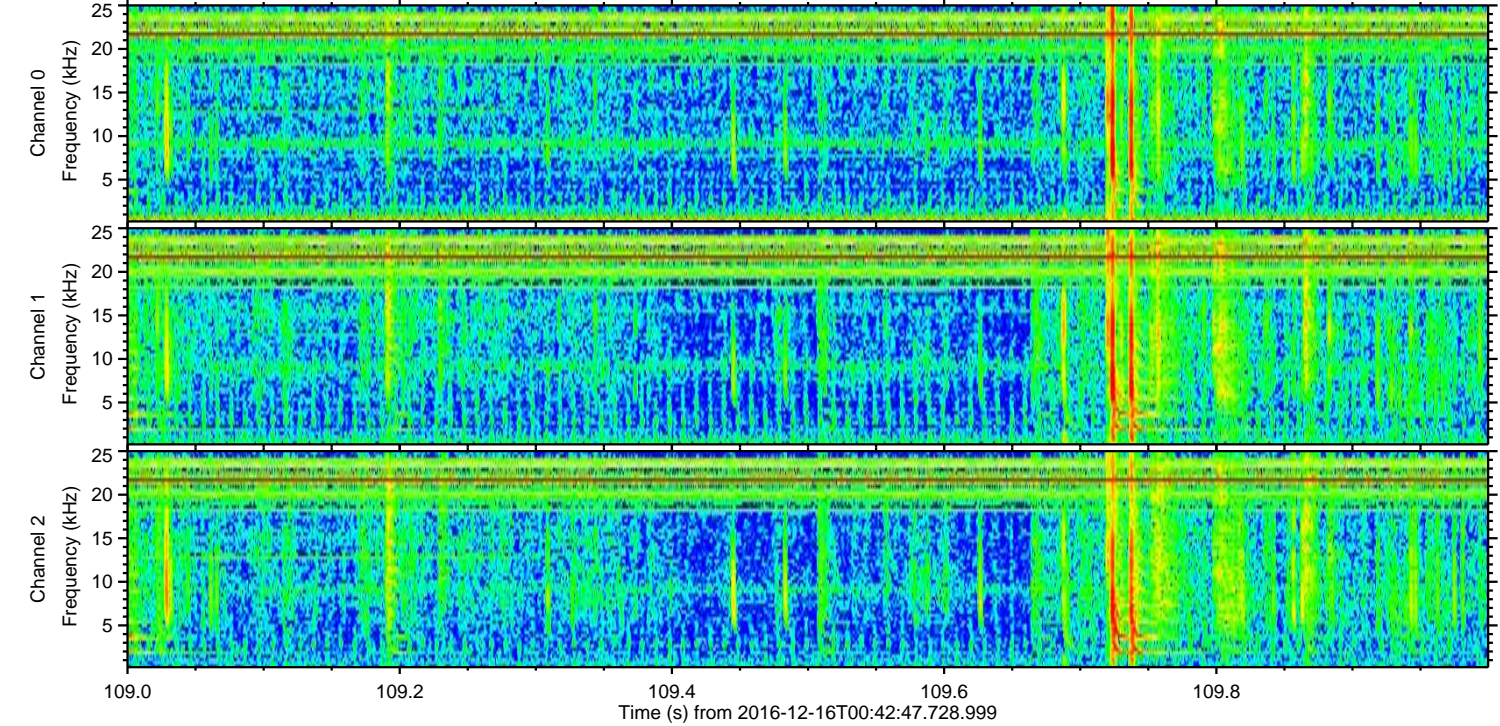 25
20
15
10
5
Channel 0
Frequency (kHz)
25
20
15
10
5
Channel 1
Frequency (kHz)
25
20
15
10
5
Channel 2
Frequency (kHz)
109.0 109.2 109.4 109.6 109.8
Time (s) from 2016-12-16T00:42:47.728.999